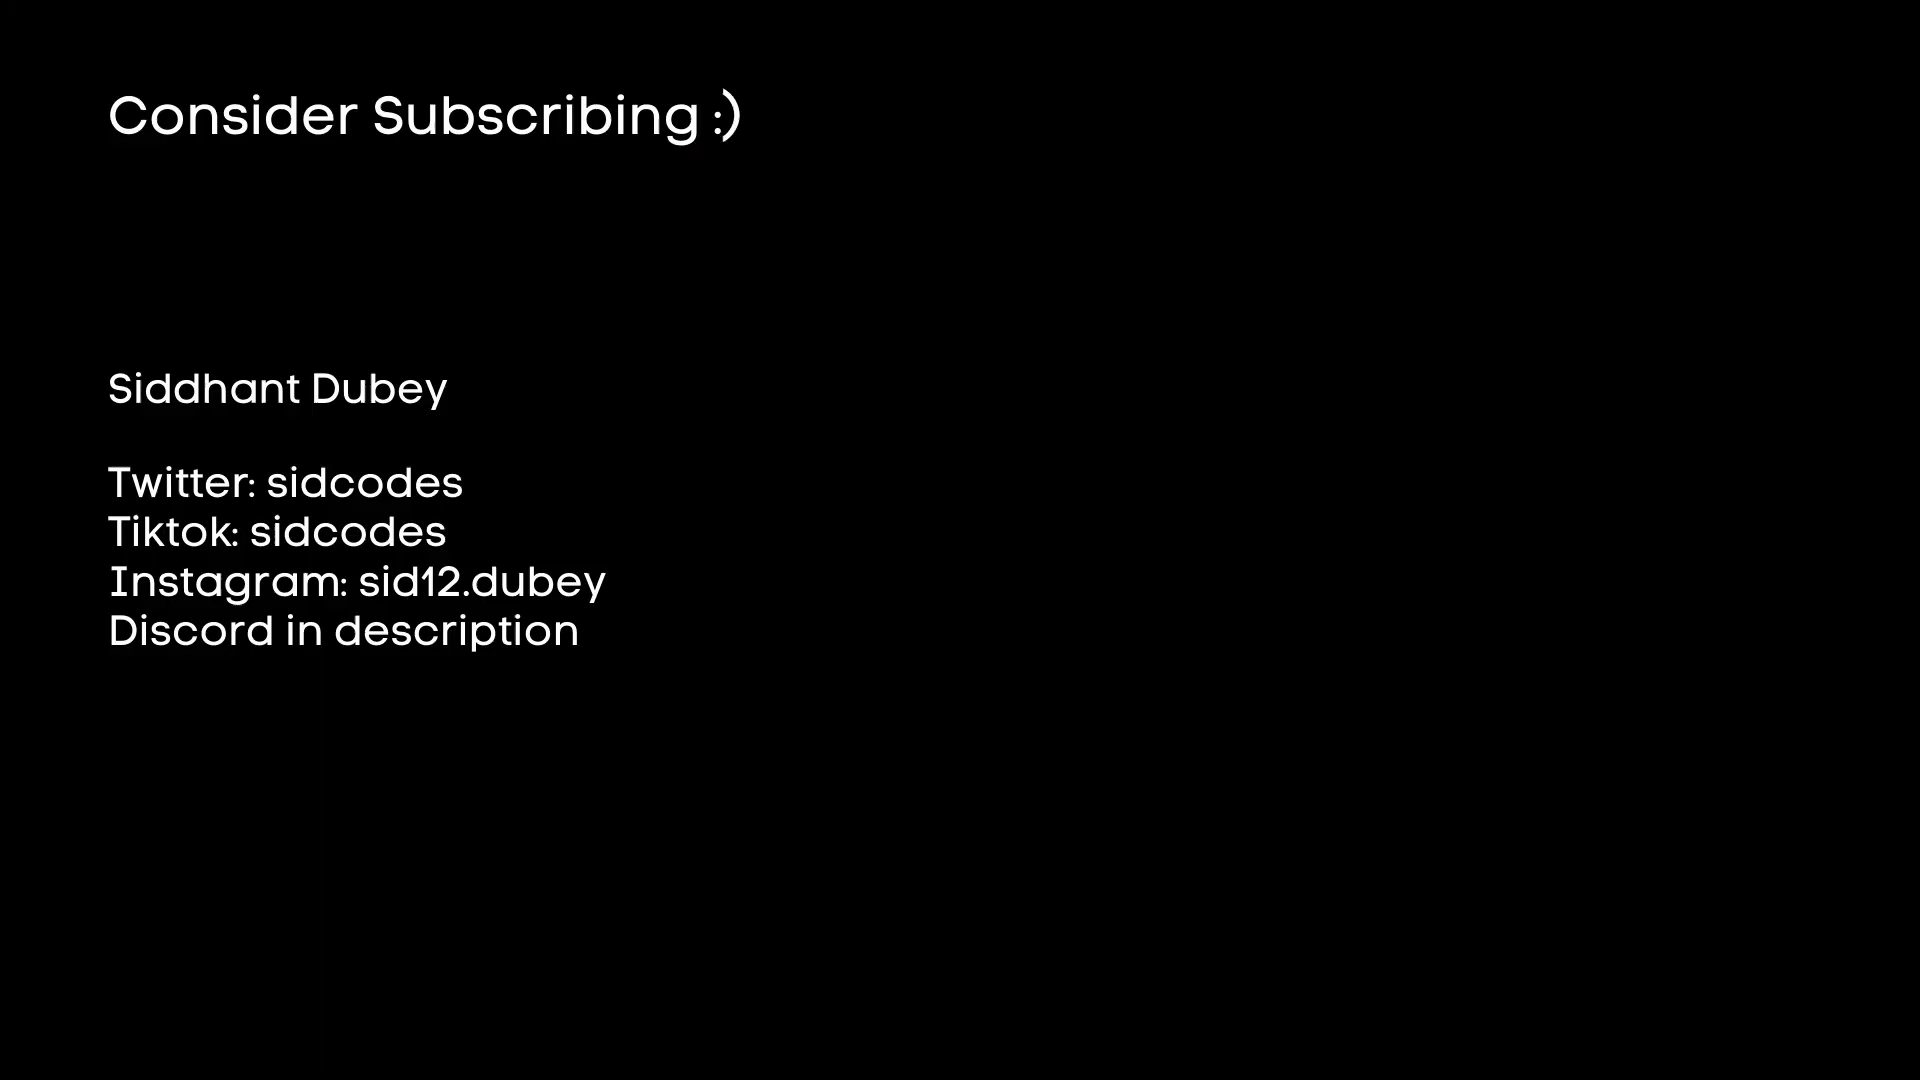 Consider Subscribing :)
Siddhant Dubey
Twitter: sidcodes
Tiktok: sidcodes
Instagram: sid12.dubey
Discord in description